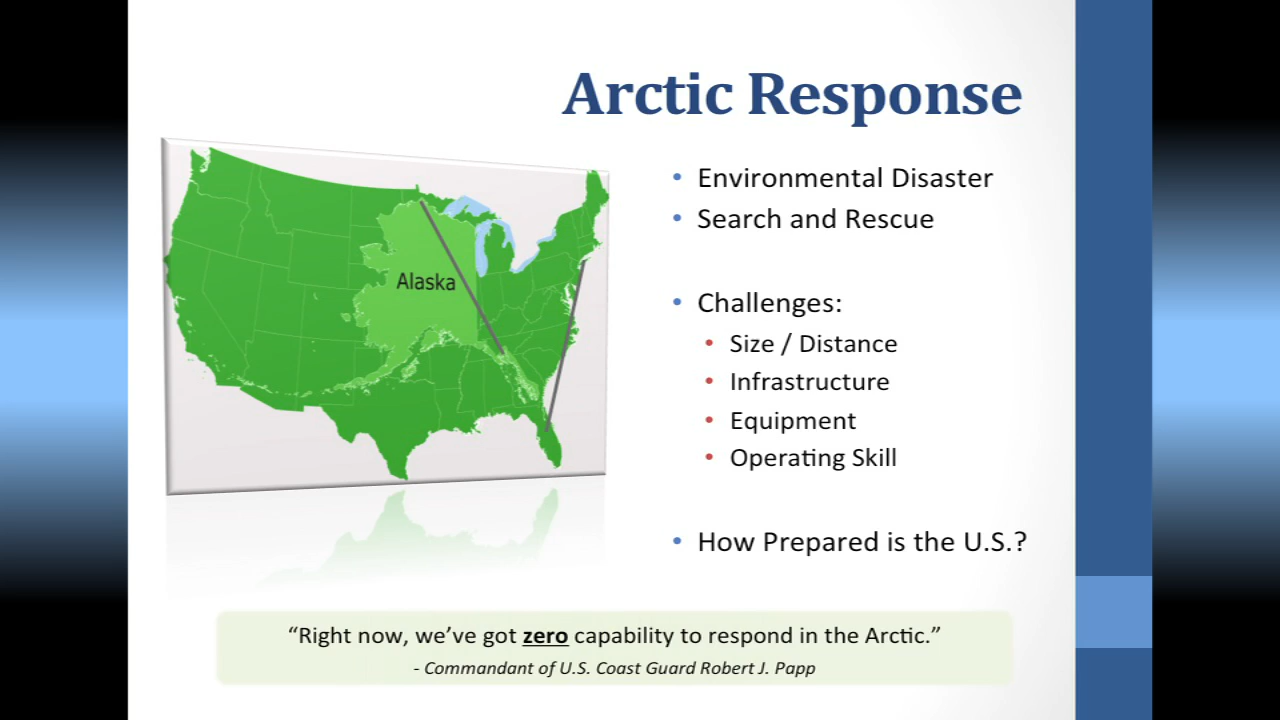 Arctic Response
• Environmental Disaster
• Search and Rescue
• Challenges:
• Size / Distance
• Infrastructure
• Equipment
• Operating Skill
• How Prepared is the U.S.?
Alaska
“Right now, we’ve got zero capability to respond in the Arctic.”
- Commandant of U.S. Coast Guard Robert J. Papp